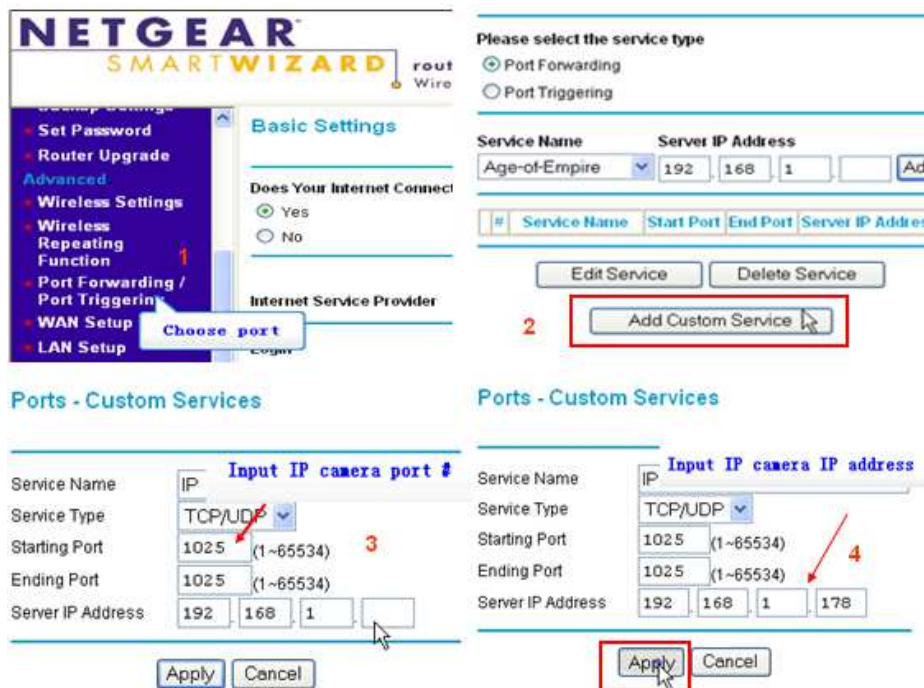 NETGEAR
SMARTWIZARD
rout
Wire
Set Password
Router Upgrade
Advanced
Wireless Settings
Wireless
Repeating
Function
1
Port Forwarding /
Port Triggering
WAN Setup
LAN Setup
Choose port
Basic Settings
Does Your Internet Connect
Yes
No
Internet Service Provider
Login
Please select the service type
Port Forwarding
Port Triggering
Service Name Server IP Address
Age-of-Empire 192 . 168 . 1 . Ad
# Service Name Start Port End Port Server IP Addres
Edit Service Delete Service
2 Add Custom Service
Ports - Custom Services
Input IP camera port #
Service Name IP
Service Type TCP/UDP
Starting Port 1025 (1~65534) 3
Ending Port 1025 (1~65534)
Server IP Address 192 . 168 . 1 .
Apply Cancel
Ports - Custom Services
Input IP camera IP address
Service Name IP
Service Type TCP/UDP
Starting Port 1025 (1~65534) 4
Ending Port 1025 (1~65534)
Server IP Address 192 . 168 . 1 . 178
Apply Cancel